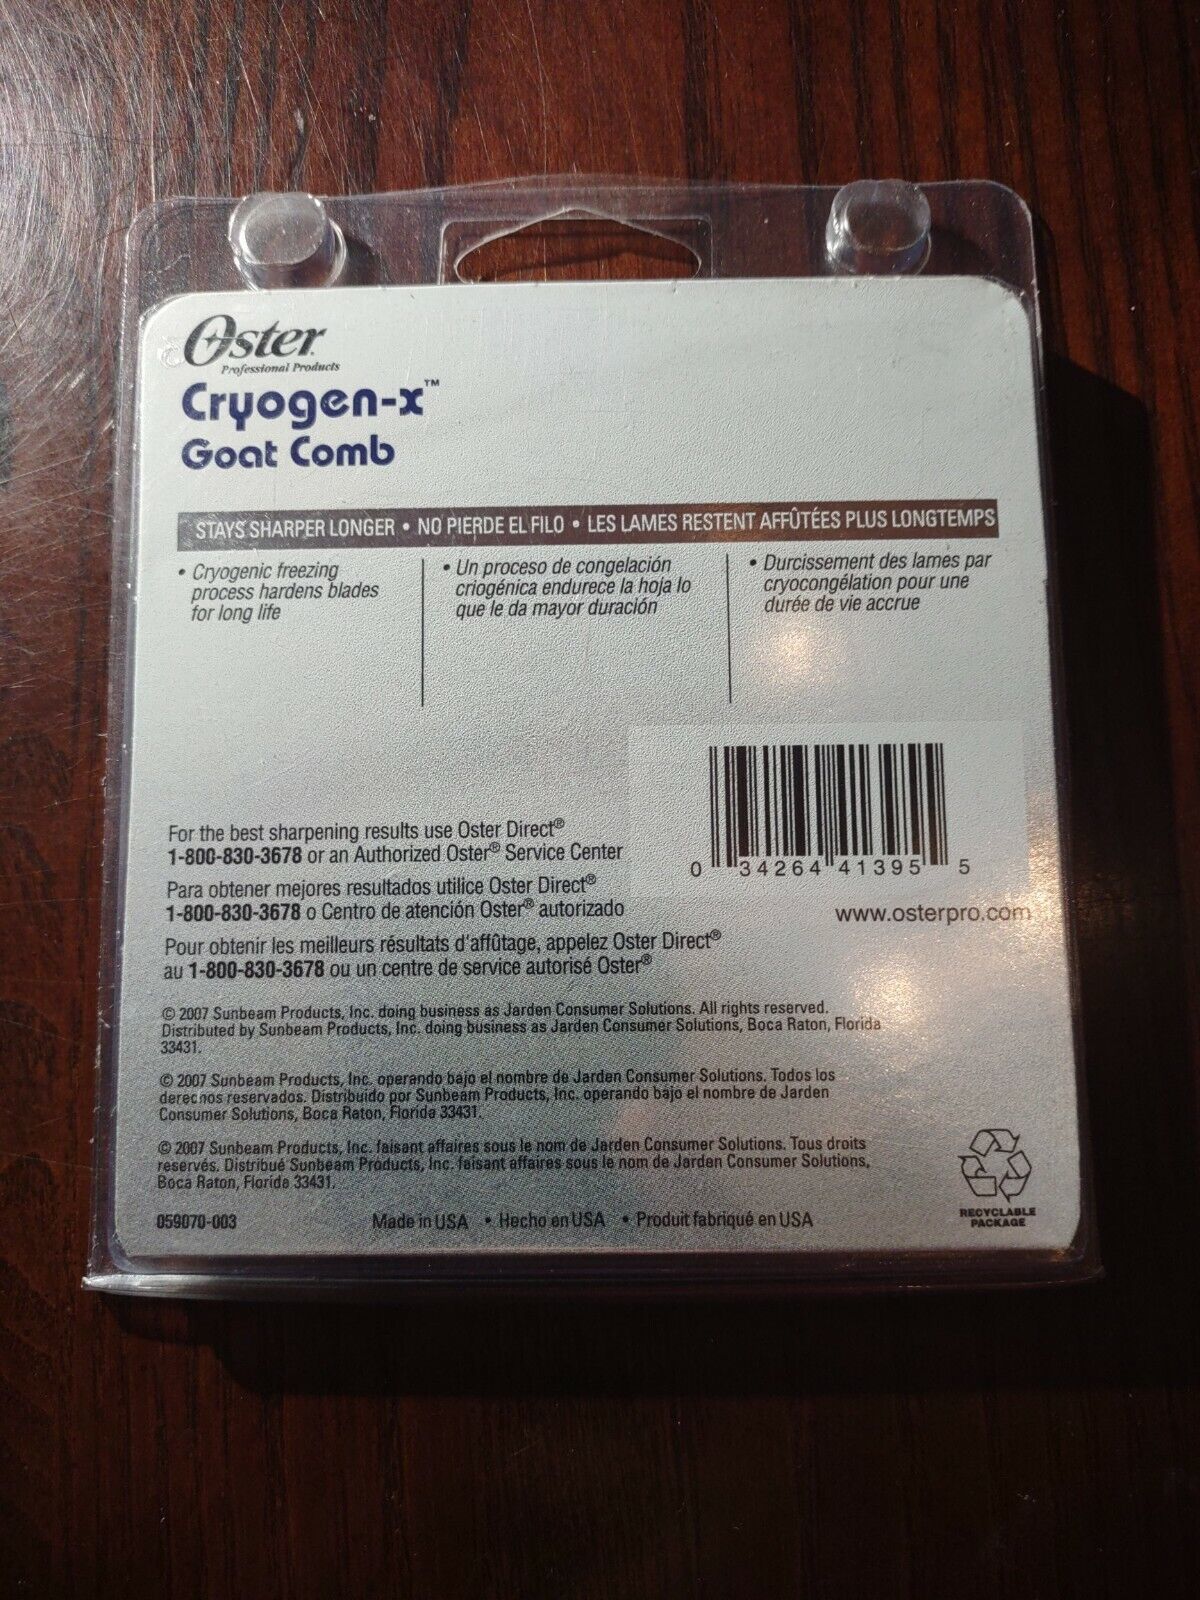 Oster
Professional Products
Cryogen-x™
Goat Comb
STAYS SHARPER LONGER • NO PIERDE EL FILO • LES LAMES RESTENT AFFÛTÉES PLUS LONGTEMPS
• Cryogenic freezing
process hardens blades
for long life
• Un proceso de congelación
criogénica endurece la hoja lo
que le da mayor duración
• Durcissement des lames par
cryocongélation pour une
durée de vie accrue
For the best sharpening results use Oster Direct®
1-800-830-3678 or an Authorized Oster® Service Center
Para obtener mejores resultados utilice Oster Direct®
1-800-830-3678 o Centro de atención Oster® autorizado
Pour obtenir les meilleurs résultats d'affûtage, appelez Oster Direct®
au 1-800-830-3678 ou un centre de service autorisé Oster®
0 34264 41395 5
www.osterpro.com
© 2007 Sunbeam Products, Inc. doing business as Jarden Consumer Solutions. All rights reserved.
Distributed by Sunbeam Products, Inc. doing business as Jarden Consumer Solutions, Boca Raton, Florida
33431.
© 2007 Sunbeam Products, Inc. operando bajo el nombre de Jarden Consumer Solutions. Todos los
derechos reservados. Distribuido por Sunbeam Products, Inc. operando bajo el nombre de Jarden
Consumer Solutions, Boca Raton, Florida 33431.
© 2007 Sunbeam Products, Inc. faisant affaires sous le nom de Jarden Consumer Solutions. Tous droits
reservés. Distribué Sunbeam Products, Inc. faisant affaires sous le nom de Jarden Consumer Solutions,
Boca Raton, Florida 33431.
059070-003
Made in USA • Hecho en USA • Produit fabriqué en USA
RECYCLABLE
PACKAGE